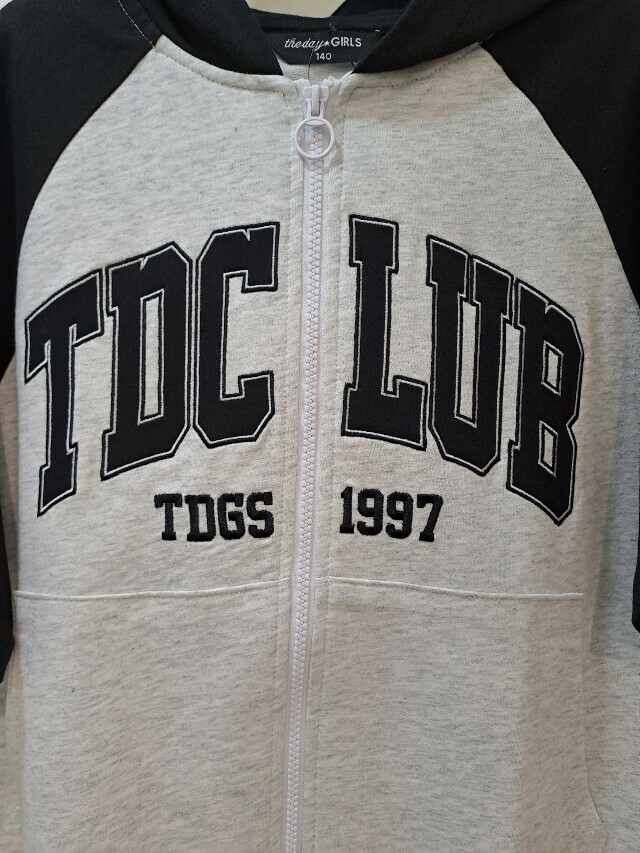 theday★GIRLS
140
TDC LUB
TDGS 1997